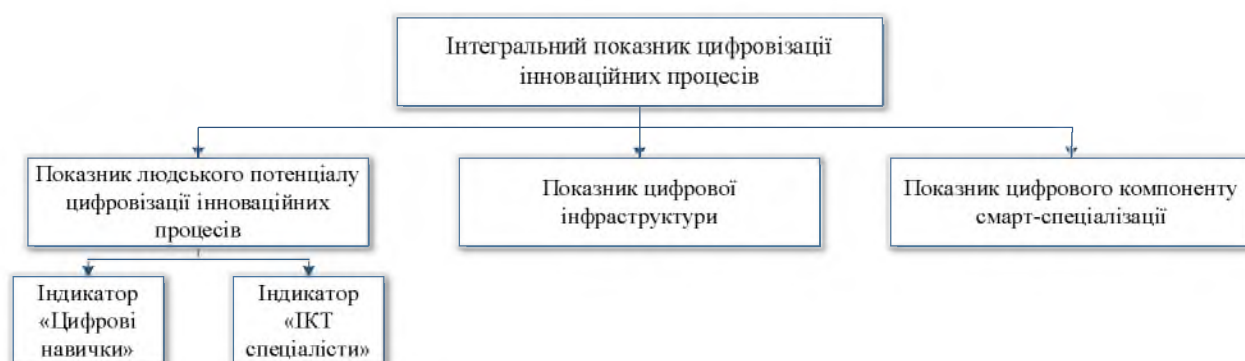 Інтегральний показник цифровізації
інноваційних процесів
Показник людського потенціалу
цифровізації інноваційних
процесів
Показник цифрової
інфраструктури
Показник цифрового компоненту
смарт-спеціалізації
Індикатор
«Цифрові
навички»
Індикатор
«ІКТ
спеціалісти»